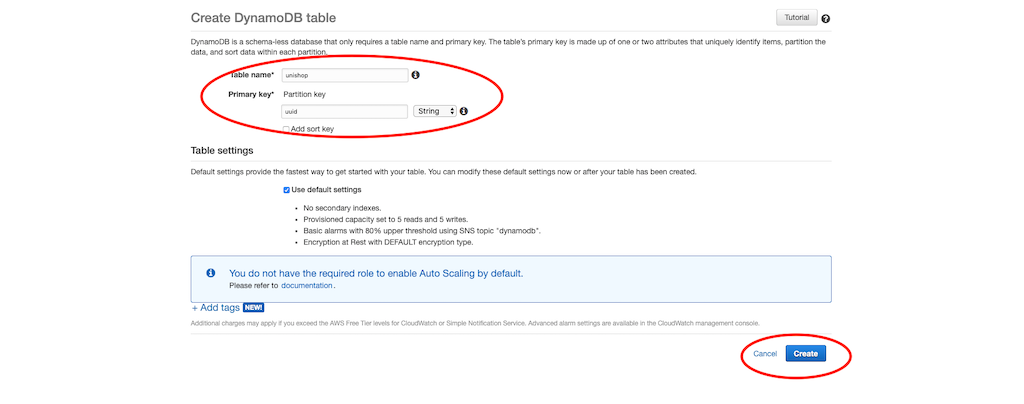 Create DynamoDB table
Tutorial
DynamoDB is a schema-less database that only requires a table name and primary key. The table's primary key is made up of one or two attributes that uniquely identify items, partition the
data, and sort data within each partition.
Table name* unishop
Primary key* Partition key
uuid String
Add sort key
Table settings
Default settings provide the fastest way to get started with your table. You can modify these default settings now or after your table has been created.
Use default settings
• No secondary indexes.
• Provisioned capacity set to 5 reads and 5 writes.
• Basic alarms with 80% upper threshold using SNS topic "dynamodb".
• Encryption at Rest with DEFAULT encryption type.
You do not have the required role to enable Auto Scaling by default.
Please refer to documentation.
+ Add tags NEW!
Additional charges may apply if you exceed the AWS Free Tier levels for CloudWatch or Simple Notification Service. Advanced alarm settings are available in the CloudWatch management console.
Cancel Create